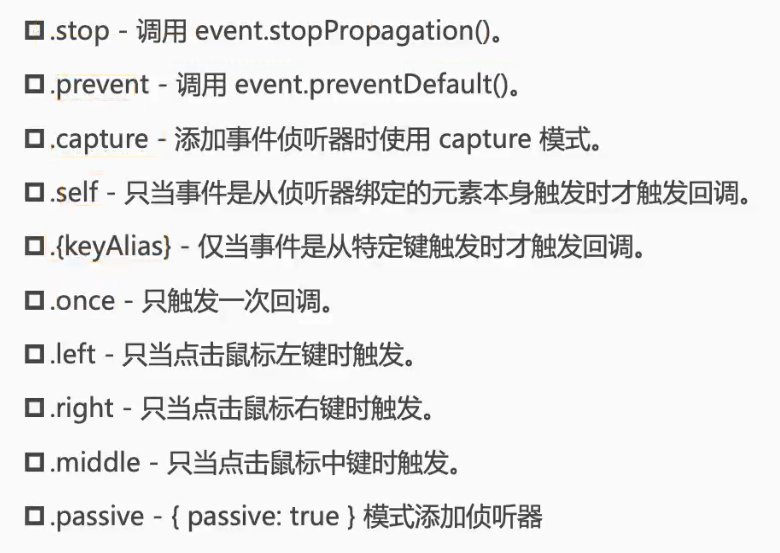 .stop - 调用 event.stopPropagation()。
.prevent - 调用 event.preventDefault()。
.capture - 添加事件侦听器时使用 capture 模式。
.self - 只当事件是从侦听器绑定的元素本身触发时才触发回调。
.{keyAlias} - 仅当事件是从特定键触发时才触发回调。
.once - 只触发一次回调。
.left - 只当点击鼠标左键时触发。
.right - 只当点击鼠标右键时触发。
.middle - 只当点击鼠标中键时触发。
.passive - { passive: true } 模式添加侦听器